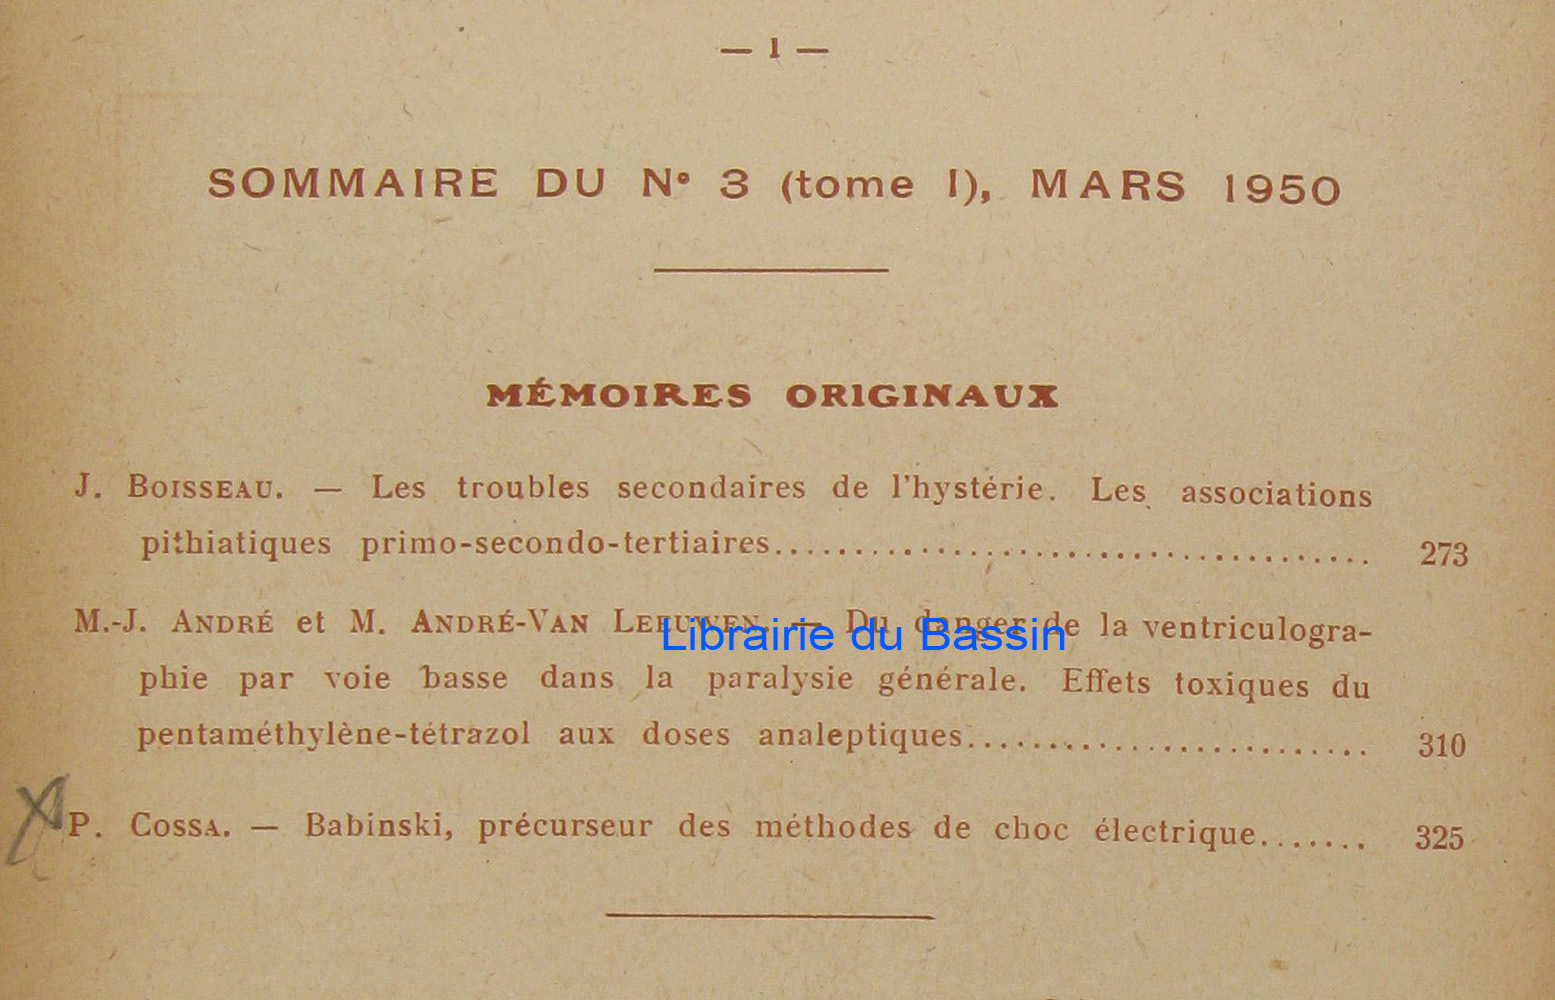 — 1 —
SOMMAIRE DU N° 3 (tome I), MARS 1950
MÉMOIRES ORIGINAUX
J. BOISSEAU. — Les troubles secondaires de l'hystérie. Les associations
pithiatiques primo-secondo-tertiaires........................................ 273
M.-J. ANDRÉ et M. ANDRÉ-VAN LEEUWEN. — Du danger de la ventriculogra-
Librairie du Bassin
phie par voie basse dans la paralysie générale. Effets toxiques du
pentaméthylène-tétrazol aux doses analeptiques.......................... 310
P. COSSA. — Babinski, précurseur des méthodes de choc électrique....... 325